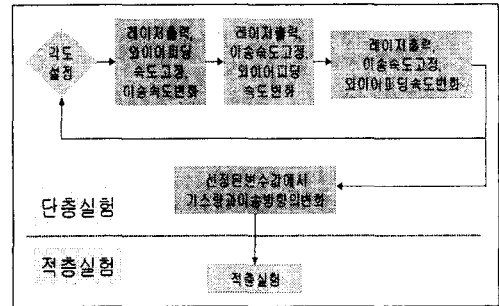 각도
설정
레이저출력,
와이어피딩
속도고정,
이송속도변화
레이저출력,
이송속도고정,
와이어피딩
속도변화
레이저출력,
이송속도고정,
와이어피딩속도변화
선정된변수값에서
가스량과이송방향의변화
단층실험
적층실험
적층실험